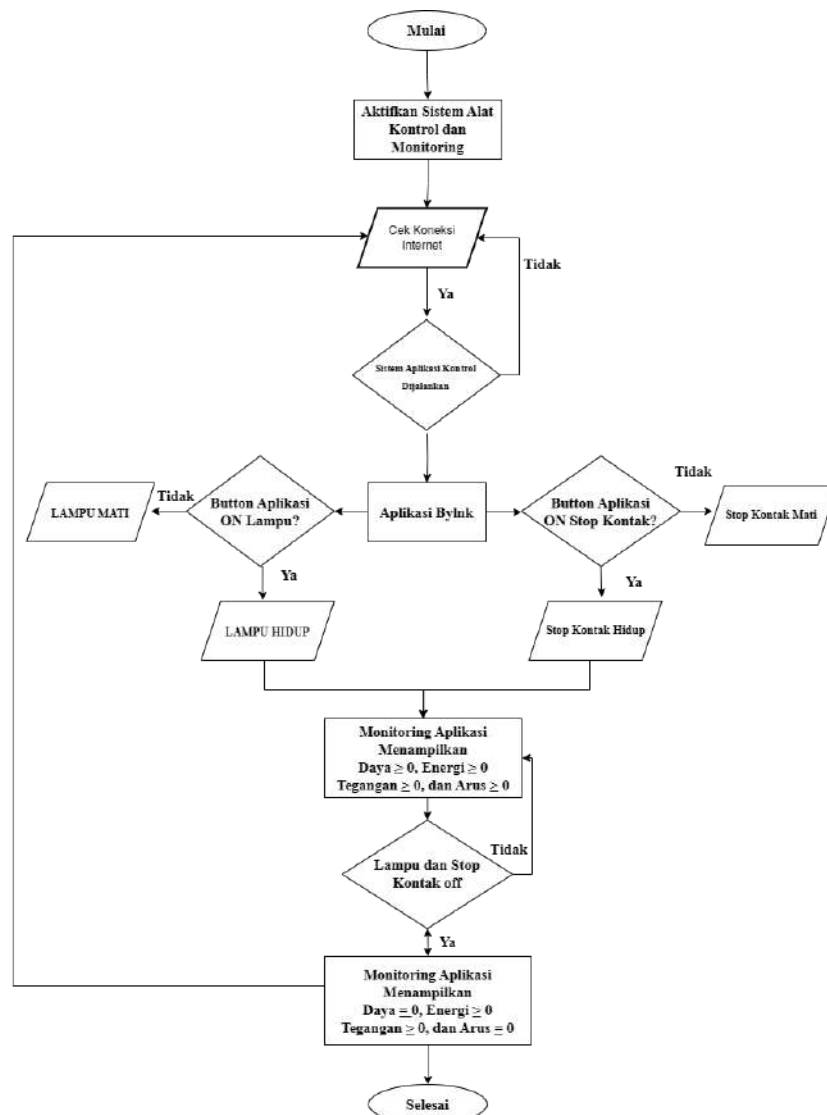 Mulai
Aktifkan Sistem Alat
Kontrol dan
Monitoring
Cek Koneksi
Internet
Tidak
Ya
Sistem Aplikasi Kontrol
Dijalankan
Tidak
LAMPU MATI
Tidak
Button Aplikasi
ON Lampu?
Aplikasi Bylnk
Button Aplikasi
ON Stop Kontak?
Stop Kontak Mati
Ya
Ya
LAMPU HIDUP
Stop Kontak Hidup
Monitoring Aplikasi
Menampilkan
Daya ≥ 0, Energi ≥ 0
Tegangan ≥ 0, dan Arus ≥ 0
Tidak
Lampu dan Stop
Kontak off
Ya
Monitoring Aplikasi
Menampilkan
Daya = 0, Energi ≥ 0
Tegangan ≥ 0, dan Arus = 0
Selesai